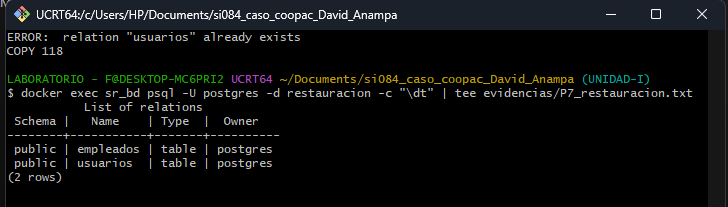 UCRT64:/c/Users/HP/Documents/si084_caso_coopac_David_Anampa
ERROR:  relation "usuarios" already exists
COPY 118
LABORATORIO - F@DESKTOP-MC6PRI2 UCRT64 ~/Documents/si084_caso_coopac_David_Anampa (UNIDAD-I)
$ docker exec sr_bd psql -U postgres -d restauracion -c "\dt" | tee evidencias/P7_restauracion.txt
           List of relations
 Schema |   Name    | Type  |  Owner
--------+-----------+-------+----------
 public | empleados | table | postgres
 public | usuarios  | table | postgres
(2 rows)